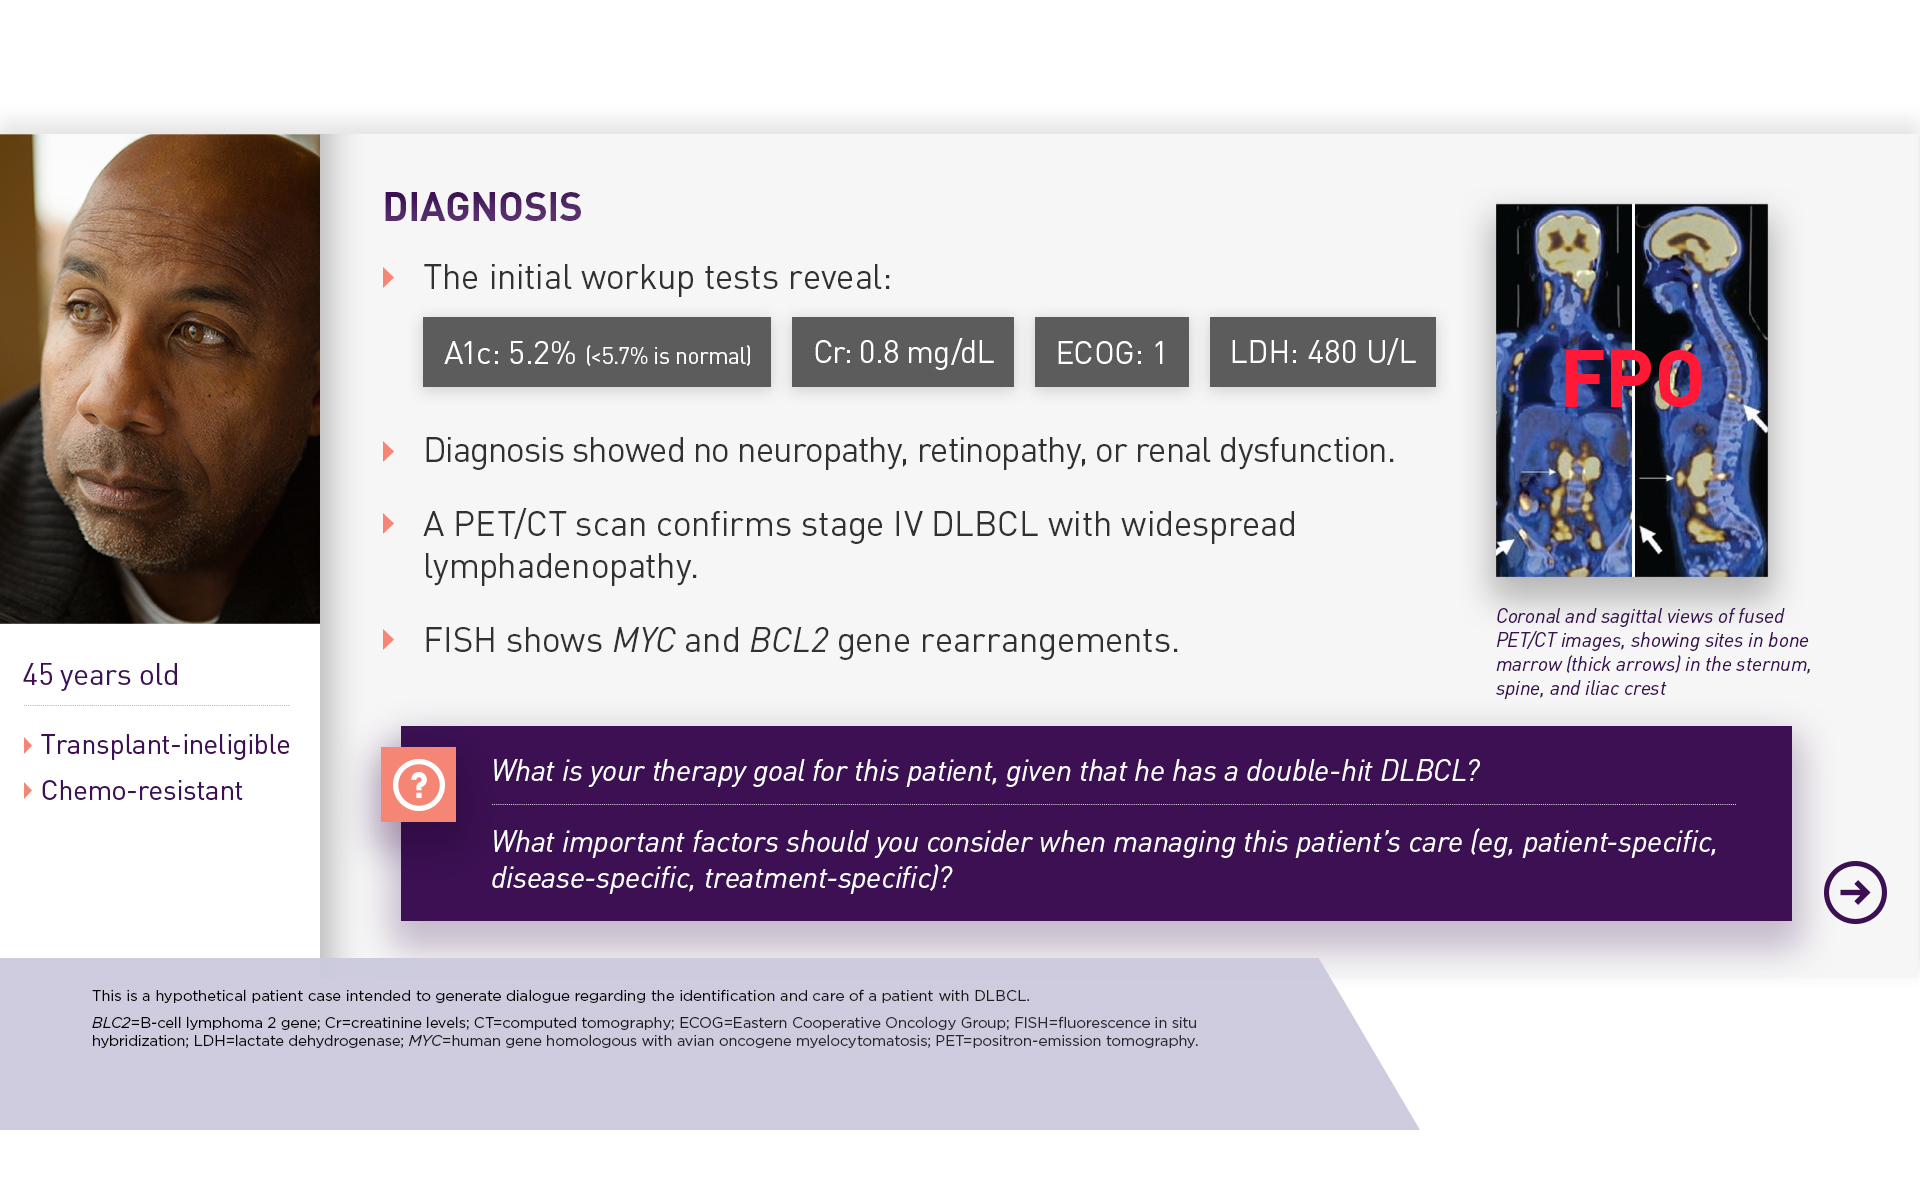 DIAGNOSIS
The initial workup tests reveal:
A1c: 5.2% (<5.7% is normal)
Cr: 0.8 mg/dL
ECOG: 1
LDH: 480 U/L
Diagnosis showed no neuropathy, retinopathy, or renal dysfunction.
A PET/CT scan confirms stage IV DLBCL with widespread
lymphadenopathy.
FISH shows MYC and BCL2 gene rearrangements.
FPO
Coronal and sagittal views of fused
PET/CT images, showing sites in bone
marrow (thick arrows) in the sternum,
spine, and iliac crest
45 years old
Transplant-ineligible
Chemo-resistant
?
What is your therapy goal for this patient, given that he has a double-hit DLBCL?
What important factors should you consider when managing this patient's care (eg, patient-specific,
disease-specific, treatment-specific)?
This is a hypothetical patient case intended to generate dialogue regarding the identification and care of a patient with DLBCL.
BLC2=B-cell lymphoma 2 gene; Cr=creatinine levels; CT=computed tomography; ECOG=Eastern Cooperative Oncology Group; FISH=fluorescence in situ
hybridization; LDH=lactate dehydrogenase; MYC=human gene homologous with avian oncogene myelocytomatosis; PET=positron-emission tomography.